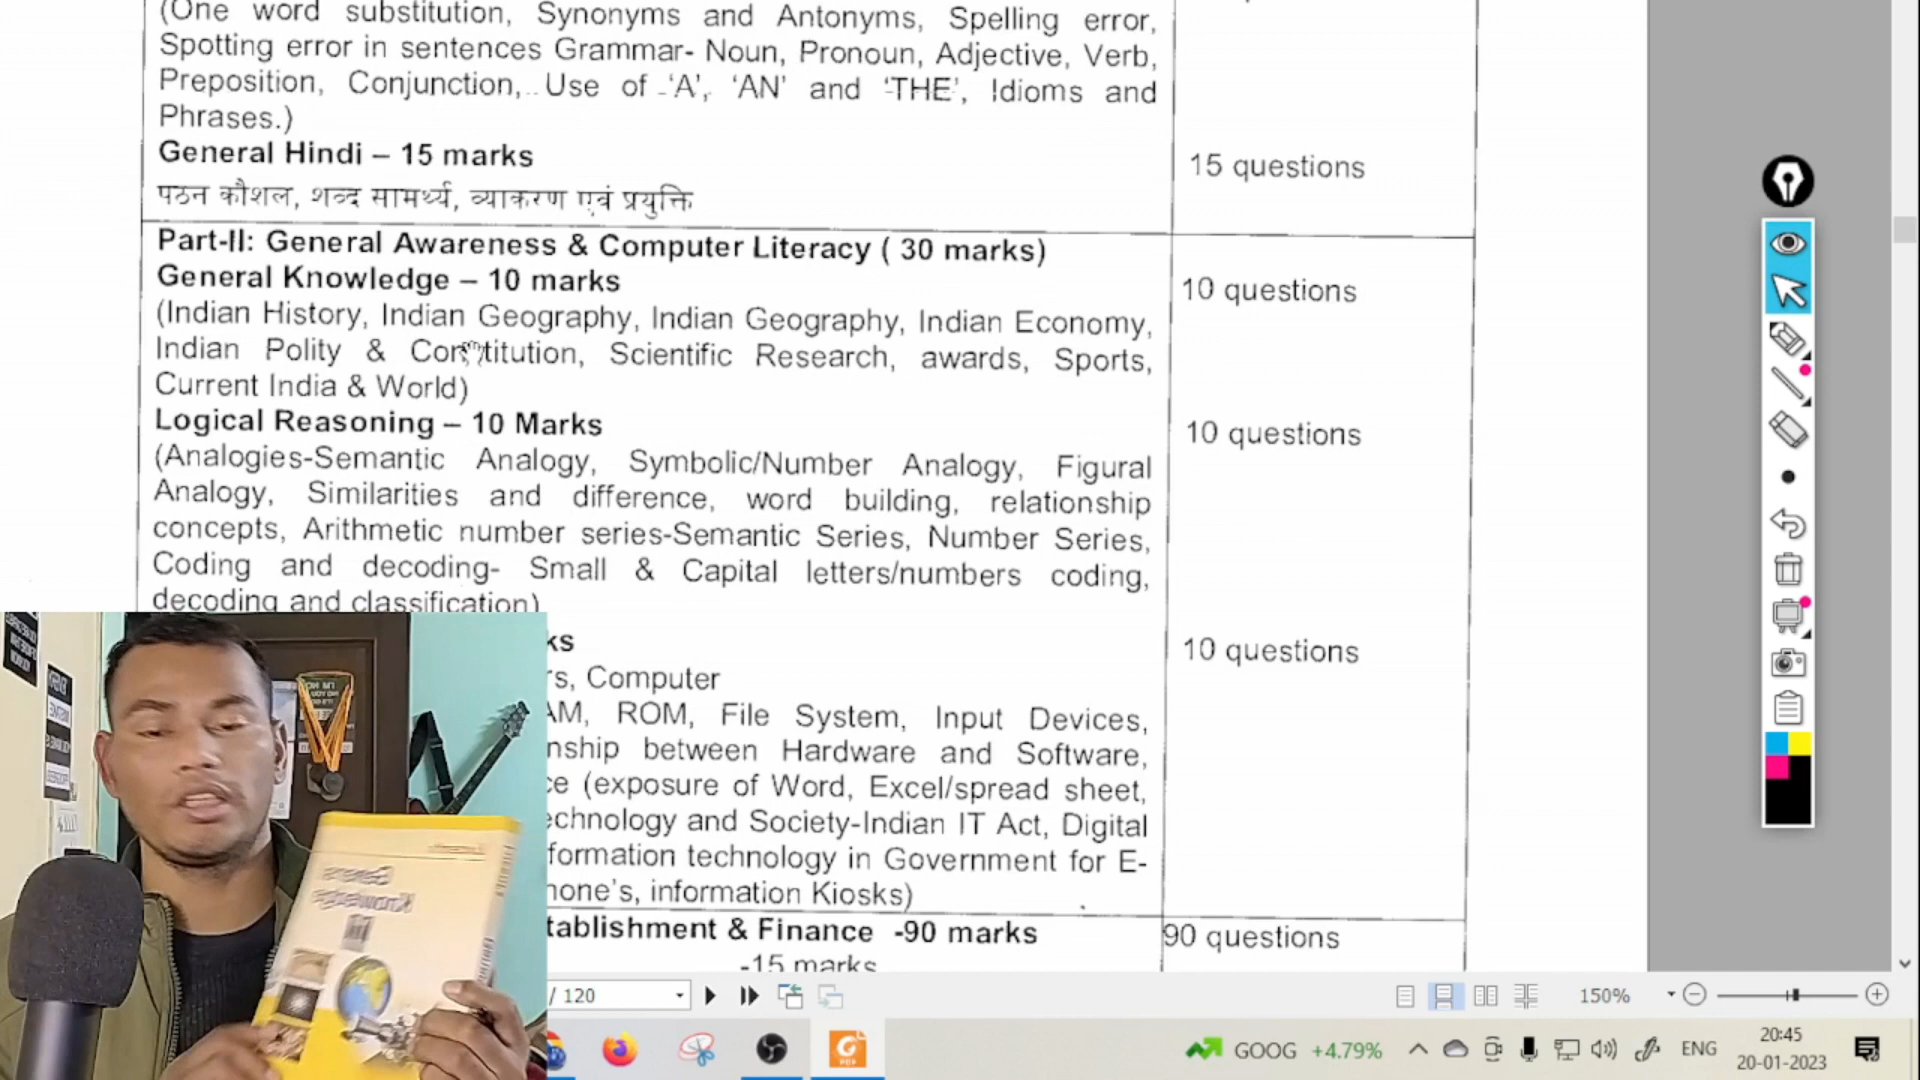 (One word substitution, Synonyms and Antonyms, Spelling error,
Spotting error in sentences Grammar- Noun, Pronoun, Adjective, Verb,
Preposition, Conjunction, Use of 'A', 'AN' and 'THE', Idioms and
Phrases.)
General Hindi – 15 marks
15 questions
पठन कौशल, शब्द सामर्थ्य, व्याकरण एवं प्रयुक्ति
Part-II: General Awareness & Computer Literacy ( 30 marks)
General Knowledge – 10 marks
10 questions
(Indian History, Indian Geography, Indian Geography, Indian Economy,
Indian Polity & Constitution, Scientific Research, awards, Sports,
Current India & World)
Logical Reasoning – 10 Marks
10 questions
(Analogies-Semantic Analogy, Symbolic/Number Analogy, Figural
Analogy, Similarities and difference, word building, relationship
concepts, Arithmetic number series-Semantic Series, Number Series,
Coding and decoding- Small & Capital letters/numbers coding,
decoding and classification)
ks
10 questions
rs, Computer
AM, ROM, File System, Input Devices,
nship between Hardware and Software,
ce (exposure of Word, Excel/spread sheet,
echnology and Society-Indian IT Act, Digital
formation technology in Government for E-
hone's, information Kiosks)
tablishment & Finance -90 marks
90 questions
-15 marks
General
Knowledge
/ 120
150%
GOOG +4.79%
ENG
20:45
20-01-2023
PDF